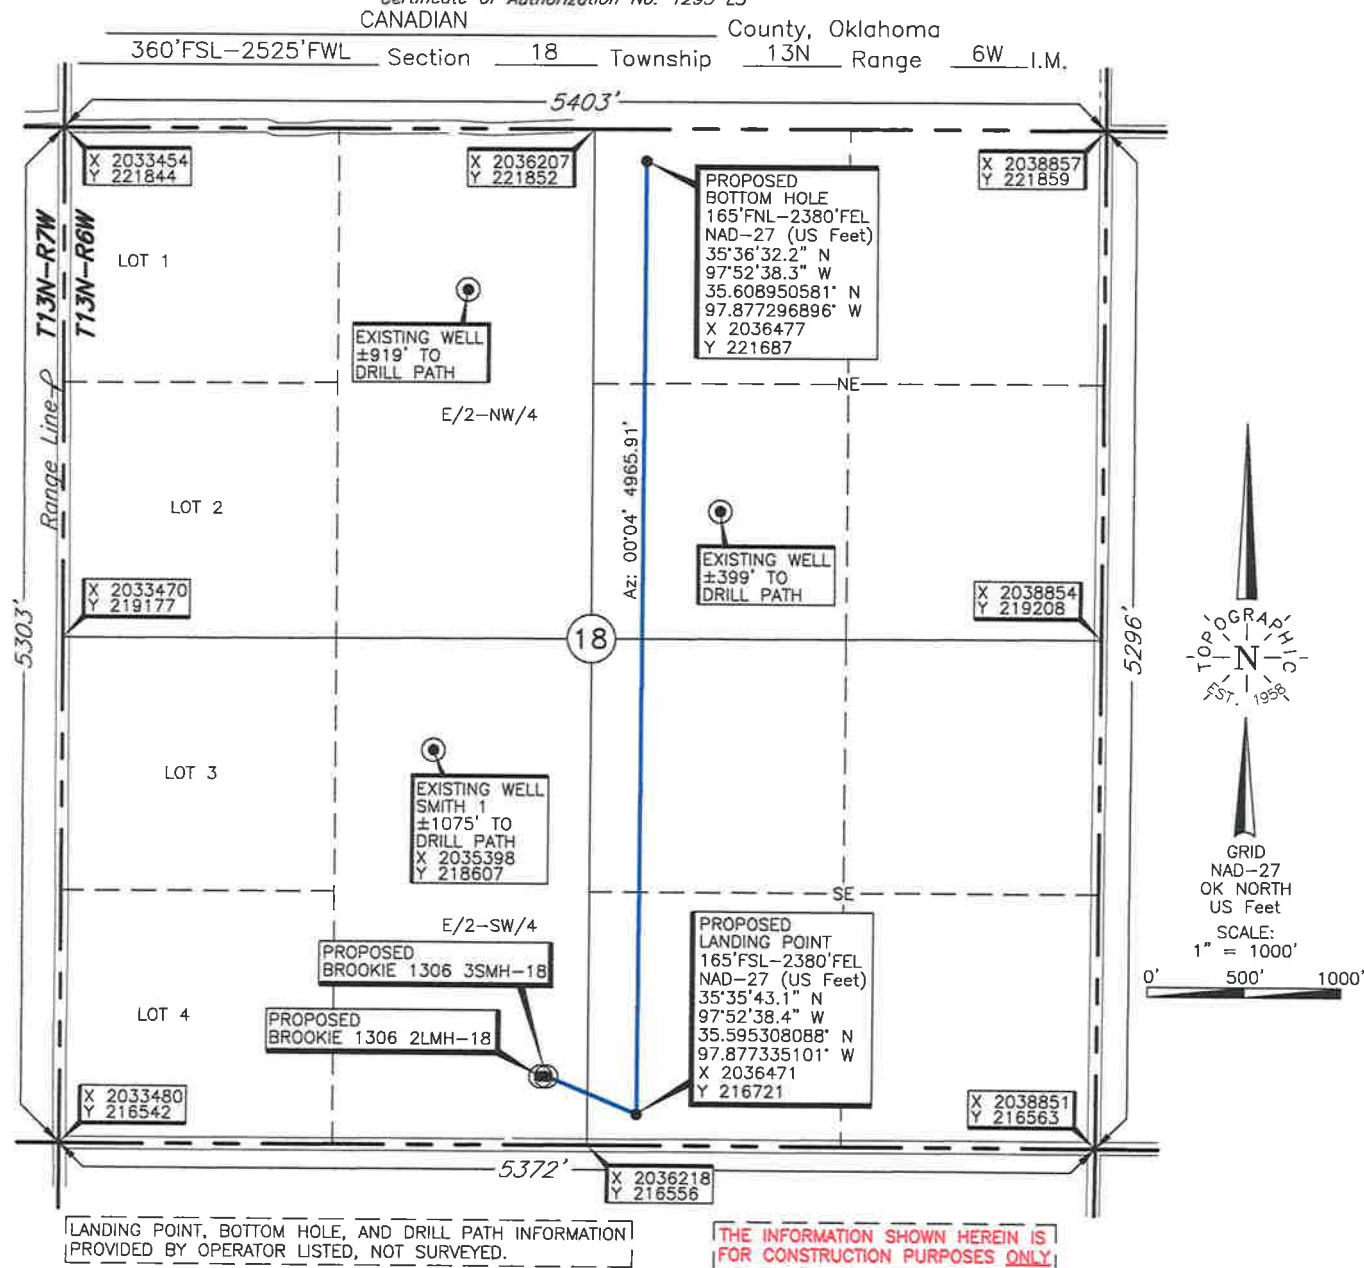 Certificate of Authorization No. 1293 LS
CANADIAN County, Oklahoma
360'FSL-2525'FWL Section 18 Township 13N Range 6W I.M.
5403'
X 2033454
Y 221844
X 2036207
Y 221852
X 2038857
Y 221859
PROPOSED
BOTTOM HOLE
165'FNL-2380'FEL
NAD-27 (US Feet)
35°36'32.2" N
97°52'38.3" W
35.608950581° N
97.877296896° W
X 2036477
Y 221687
T13N-R7W
T13N-R6W
LOT 1
EXISTING WELL
±919' TO
DRILL PATH
NE
E/2-NW/4
Range Line
Az: 00°04' 4965.91'
LOT 2
EXISTING WELL
±399' TO
DRILL PATH
X 2033470
Y 219177
X 2038854
Y 219208
5303'
18
5296'
TOPOGRAPHIC
N
EST. 1958
LOT 3
EXISTING WELL
SMITH 1
±1075' TO
DRILL PATH
X 2035398
Y 218607
GRID
NAD-27
OK NORTH
US Feet
SCALE:
1" = 1000'
0' 500' 1000'
SE
E/2-SW/4
PROPOSED
BROOKIE 1306 3SMH-18
PROPOSED
LANDING POINT
165'FSL-2380'FEL
NAD-27 (US Feet)
35°35'43.1" N
97°52'38.4" W
35.595308088° N
97.877335101° W
X 2036471
Y 216721
LOT 4
PROPOSED
BROOKIE 1306 2LMH-18
X 2033480
Y 216542
X 2038851
Y 216563
5372'
X 2036218
Y 216556
LANDING POINT, BOTTOM HOLE, AND DRILL PATH INFORMATION
PROVIDED BY OPERATOR LISTED, NOT SURVEYED.
THE INFORMATION SHOWN HEREIN IS
FOR CONSTRUCTION PURPOSES ONLY